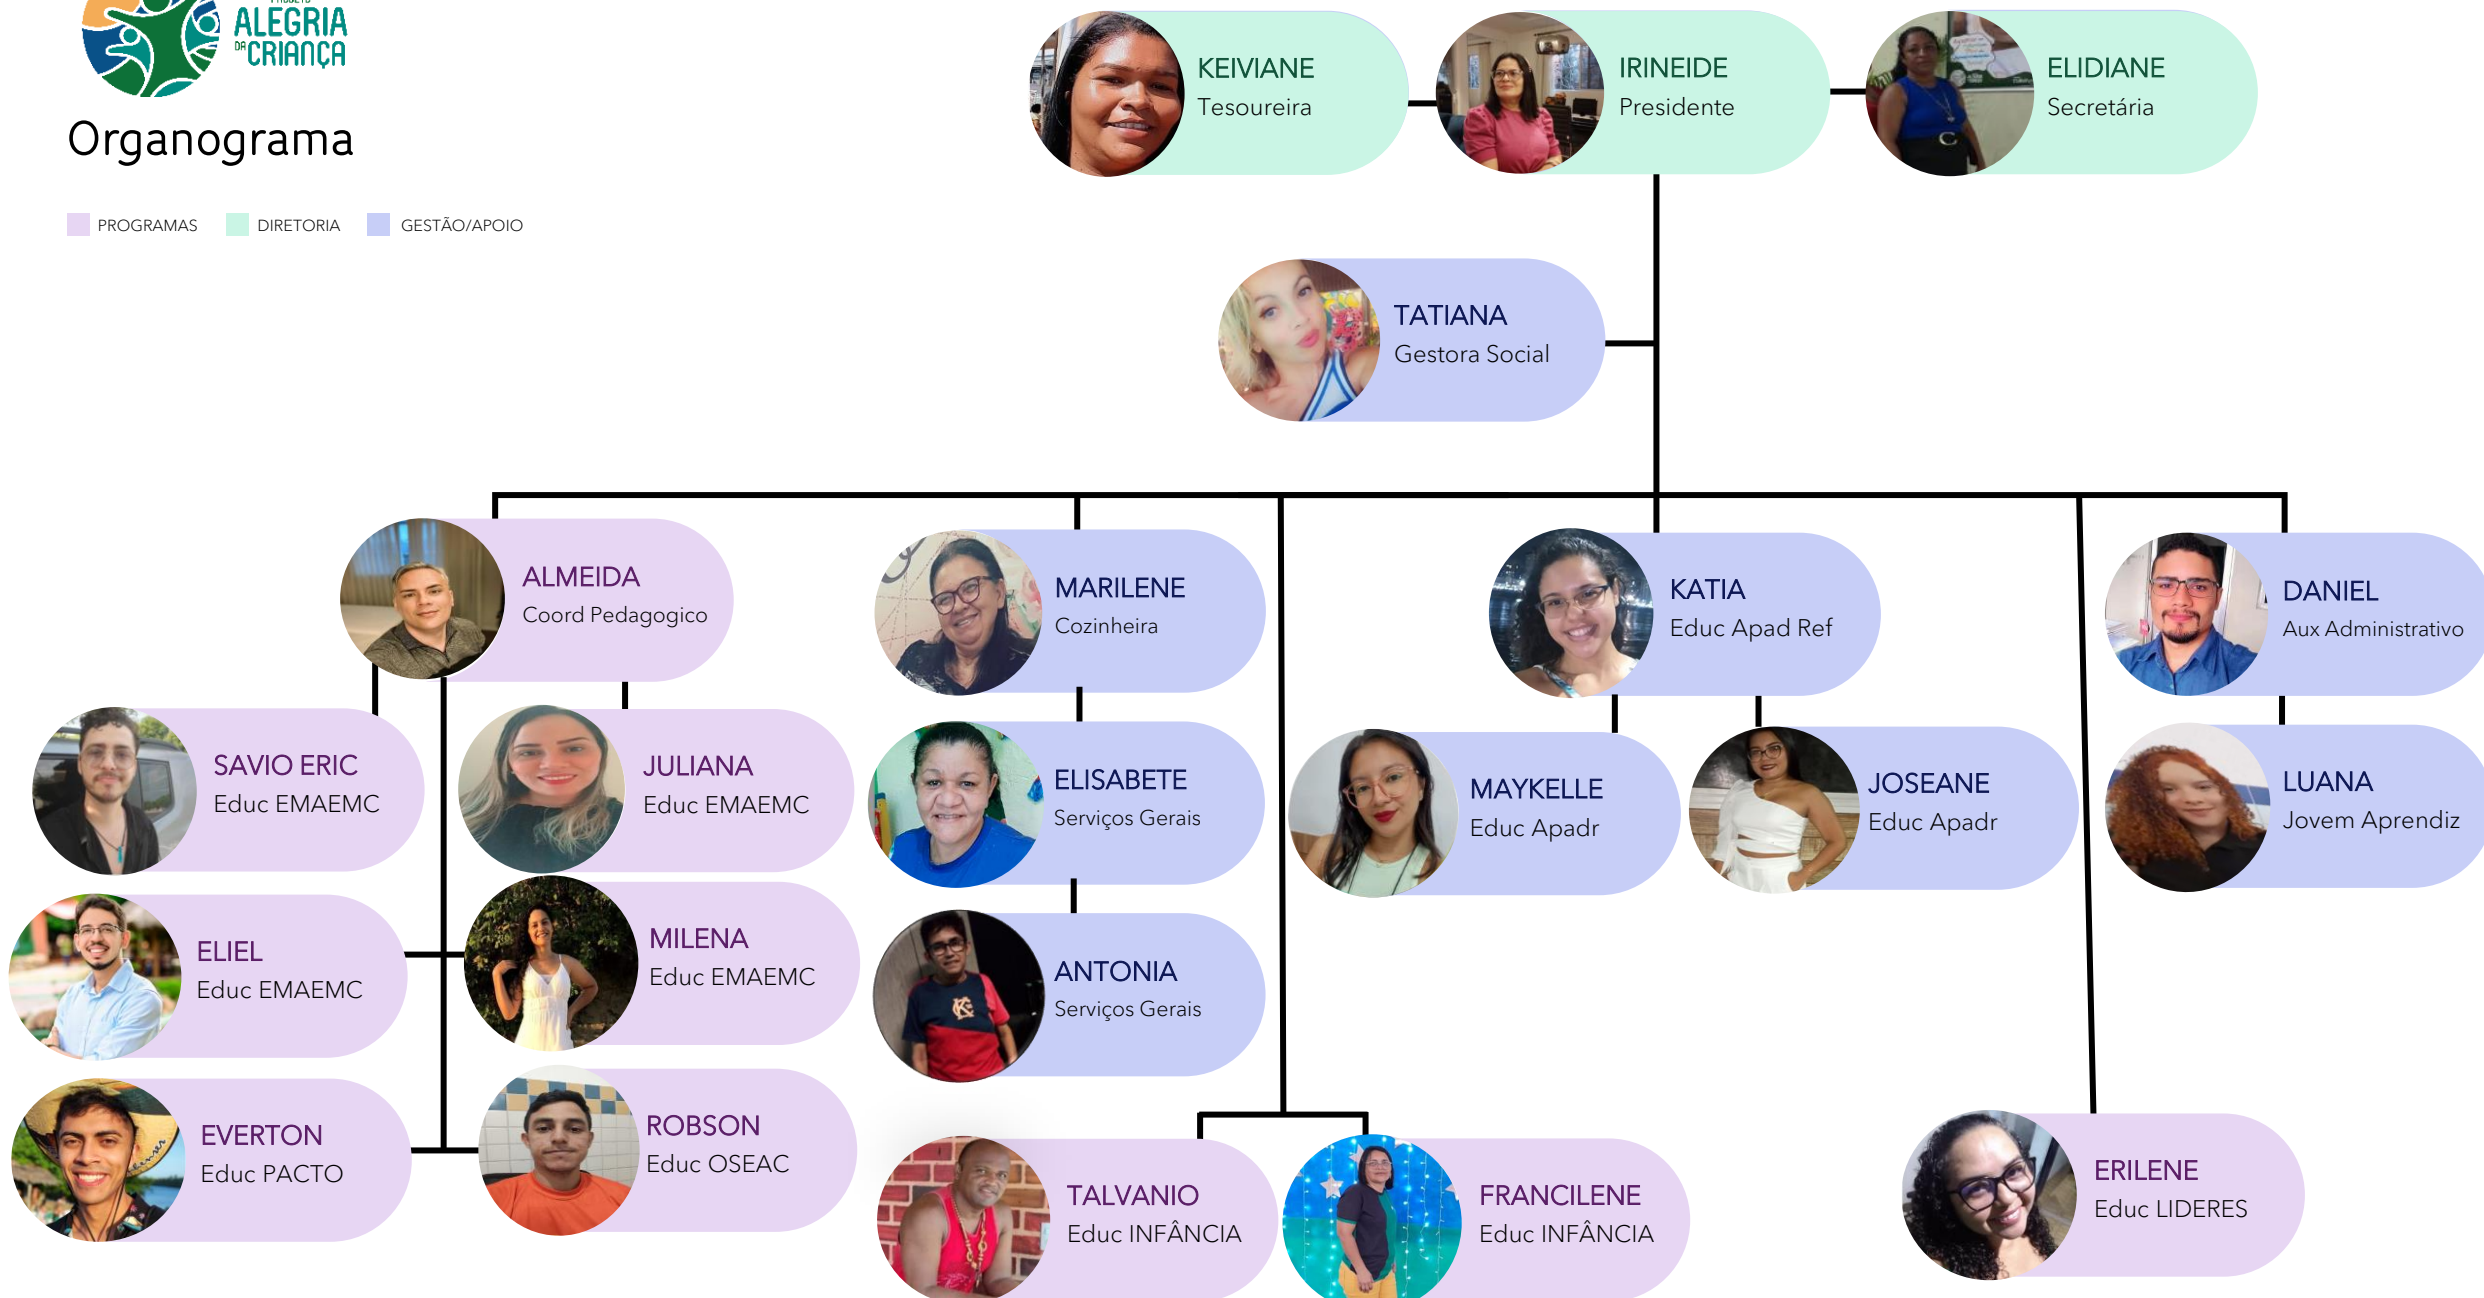 PROJETO
ALEGRIA
DA CRIANÇA
Organograma
PROGRAMAS
DIRETORIA
GESTÃO/APOIO
KEIVIANE
Tesoureira
IRINEIDE
Presidente
ELIDIANE
Secretária
TATIANA
Gestora Social
ALMEIDA
Coord Pedagogico
MARILENE
Cozinheira
KATIA
Educ Apad Ref
DANIEL
Aux Administrativo
SAVIO ERIC
Educ EMAEMC
JULIANA
Educ EMAEMC
ELISABETE
Serviços Gerais
MAYKELLE
Educ Apadr
JOSEANE
Educ Apadr
LUANA
Jovem Aprendiz
ELIEL
Educ EMAEMC
MILENA
Educ EMAEMC
ANTONIA
Serviços Gerais
EVERTON
Educ PACTO
ROBSON
Educ OSEAC
TALVANIO
Educ INFÂNCIA
FRANCILENE
Educ INFÂNCIA
ERILENE
Educ LIDERES